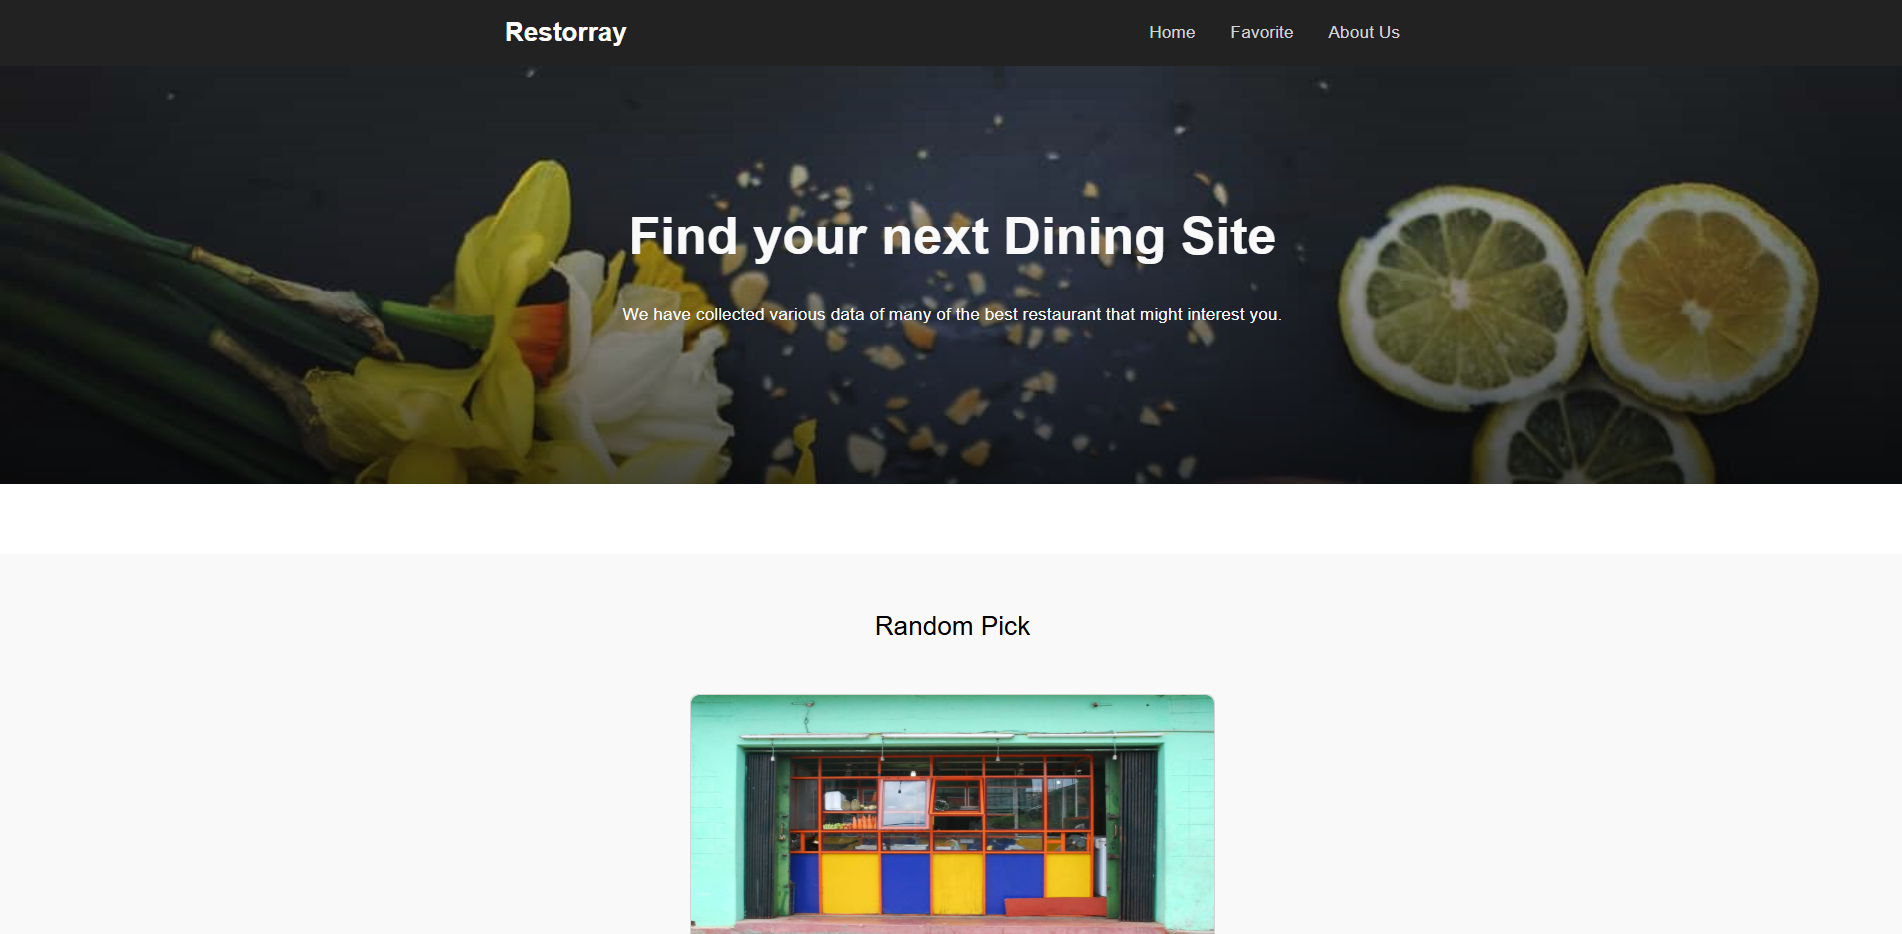 Restorray
Home Favorite About Us
Find your next Dining Site
We have collected various data of many of the best restaurant that might interest you.
Random Pick